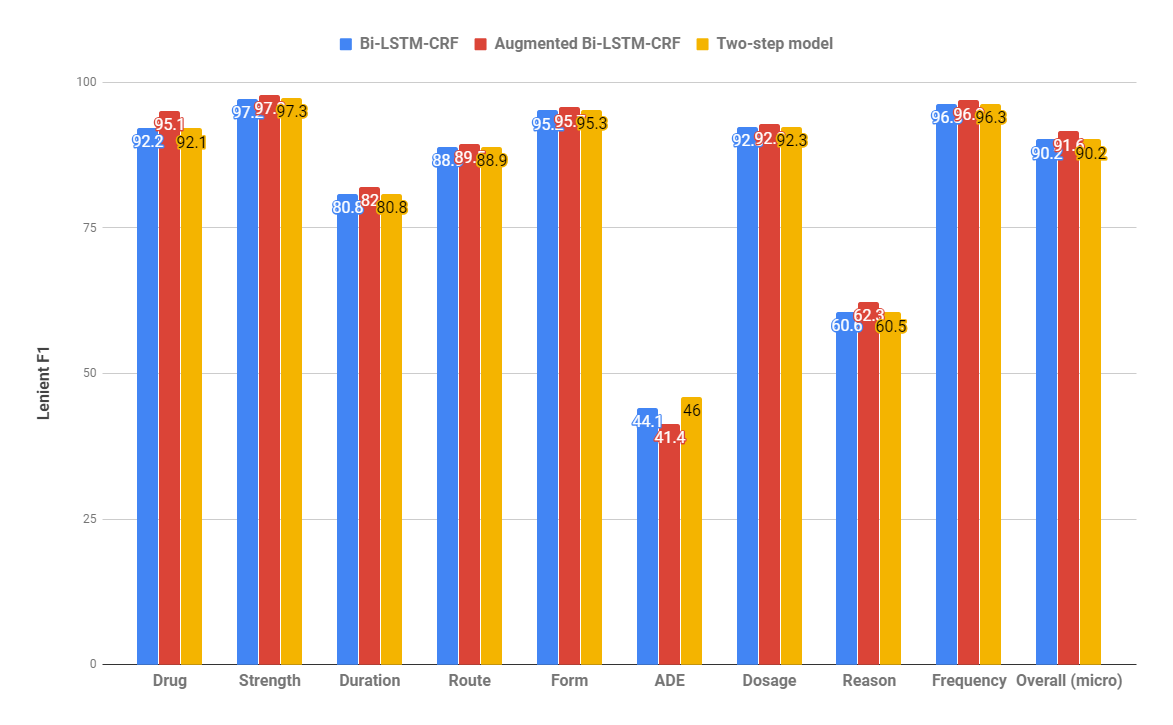 Bi-LSTM-CRF Augmented Bi-LSTM-CRF Two-step model
100
75
50
25
0
Lenient F1
92.2 95.1 92.1
97.3
80.8 82 80.8
88.9
95.3
44.1 41.4 46
92.3
60.6 62.3 60.5
96.3
90.2 91.6 90.2
Drug Strength Duration Route Form ADE Dosage Reason Frequency Overall (micro)